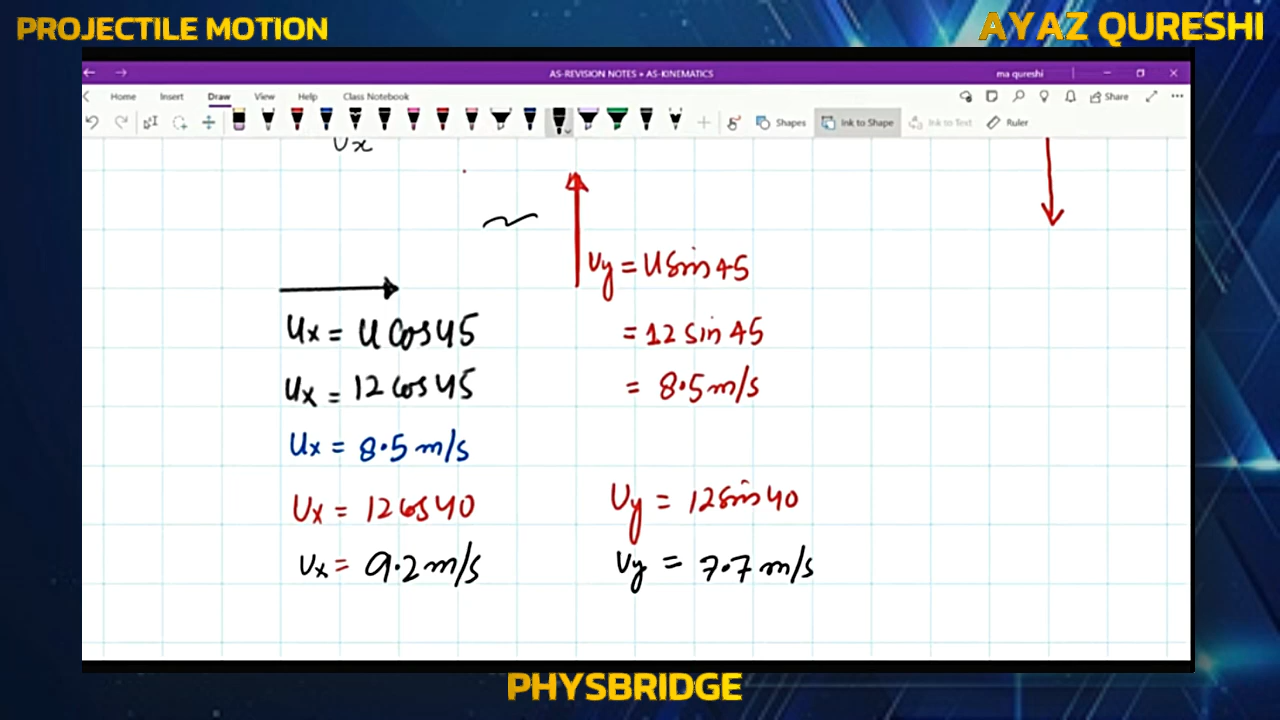 PROJECTILE MOTION
AYAZ QURESHI
AS-REVISION NOTES » AS-KINEMATICS
ma qureshi
Home Insert Draw View Help Class Notebook
Share
Shapes
Ink to Shape
Ink to Text
Ruler
Ux
Uy = U Sin 45
= 12 sin 45
= 8.5 m/s
Ux = U Cos 45
Ux = 12 cos 45
Ux = 8.5 m/s
Ux = 12 cos 40
Ux = 9.2 m/s
Uy = 12 sin 40
Uy = 7.7 m/s
PHYSBRIDGE